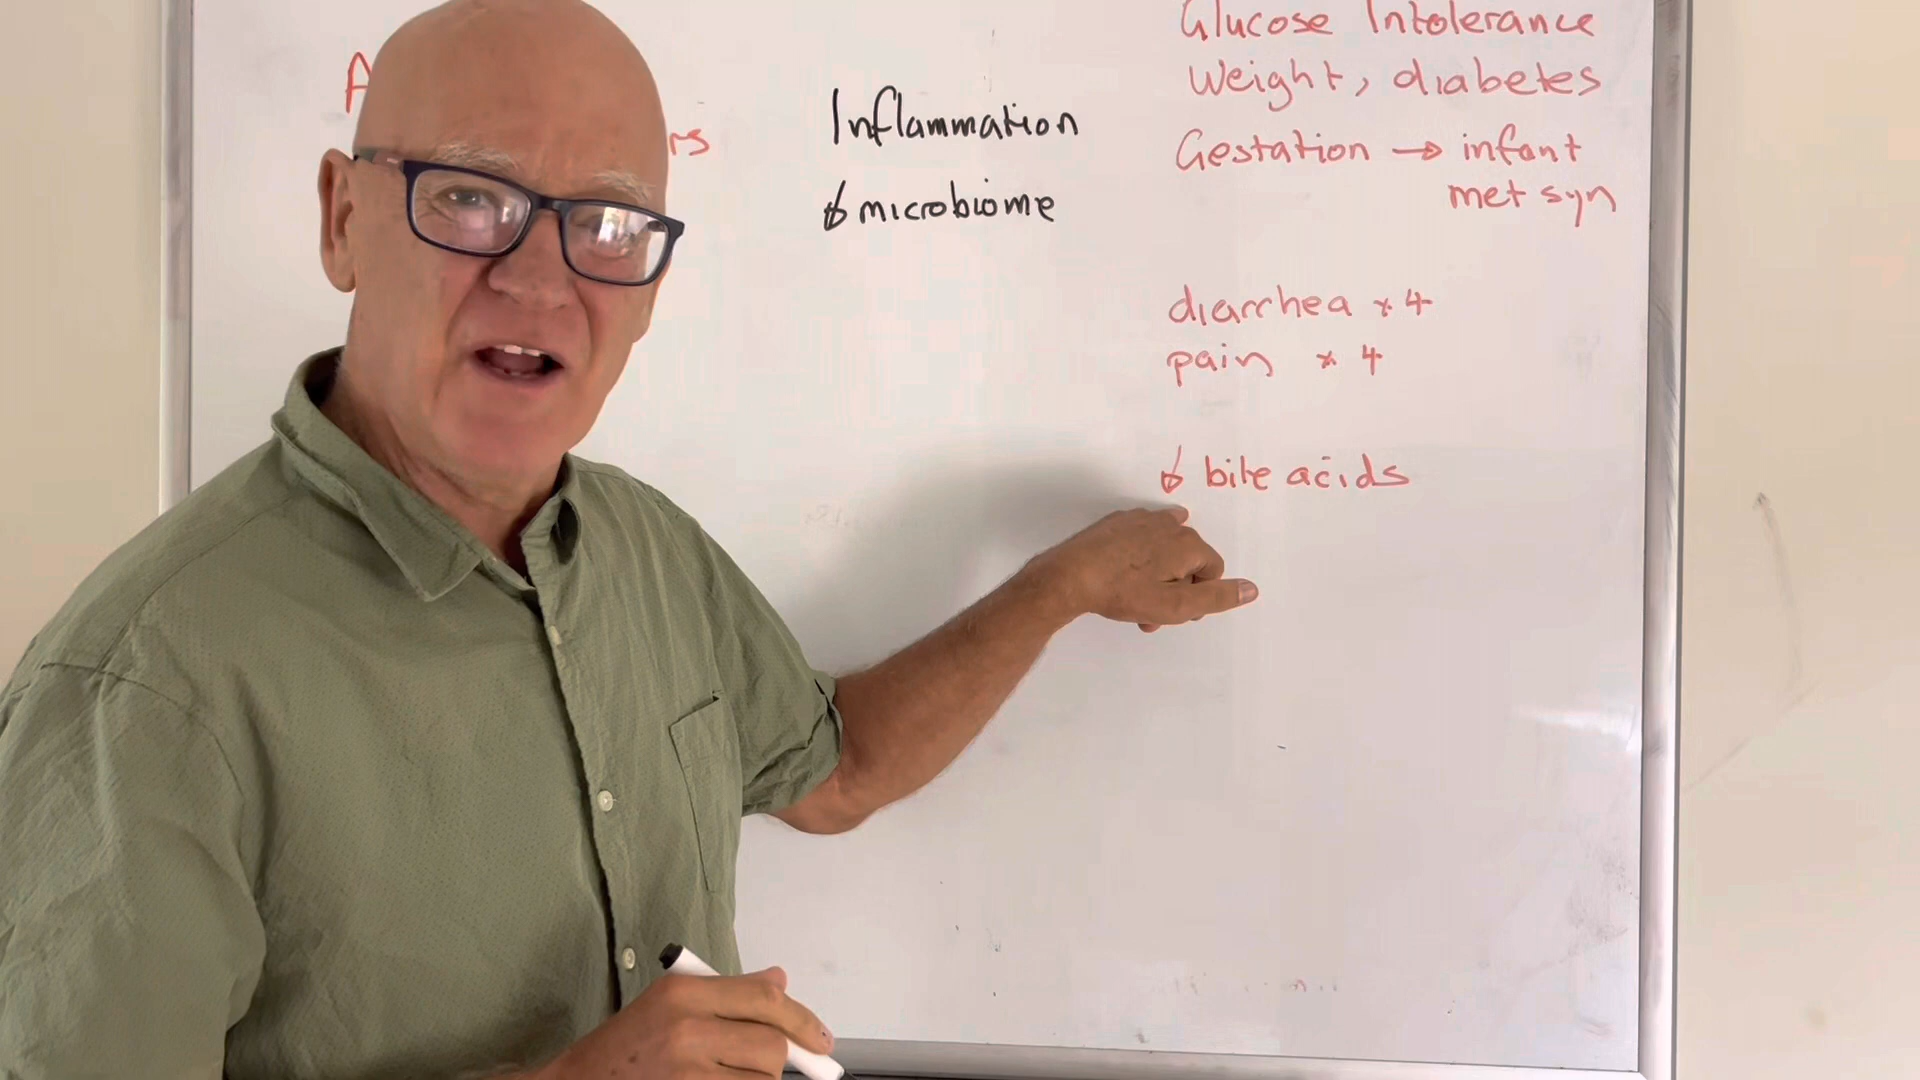 Inflammation
↓ microbiome
Glucose Intolerance
Weight, diabetes
Gestation → infant
met syn
diarrhea × 4
pain × 4
↓ bile acids